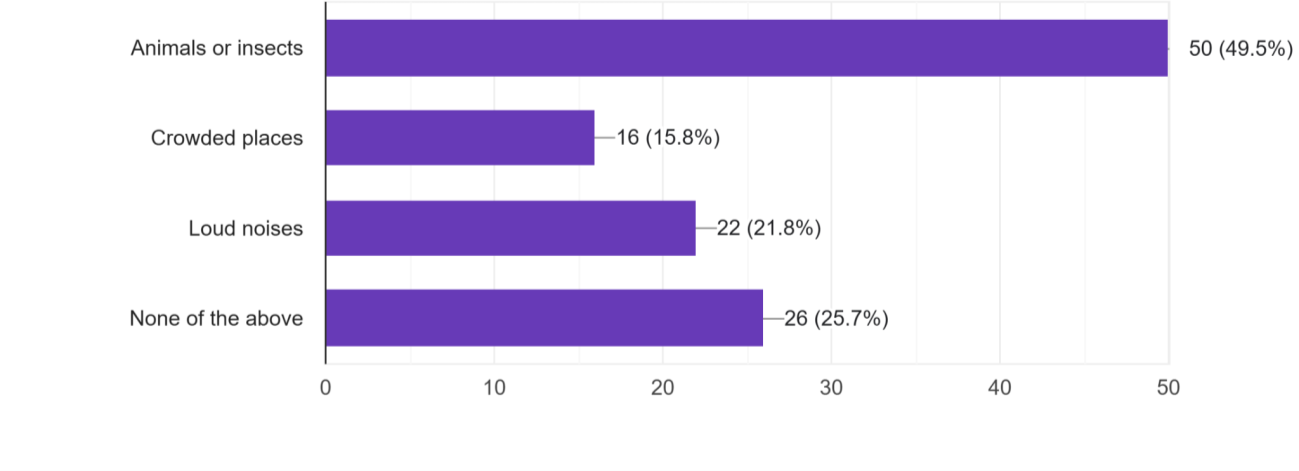 Animals or insects 50 (49.5%)
Crowded places 16 (15.8%)
Loud noises 22 (21.8%)
None of the above 26 (25.7%)
0 10 20 30 40 50